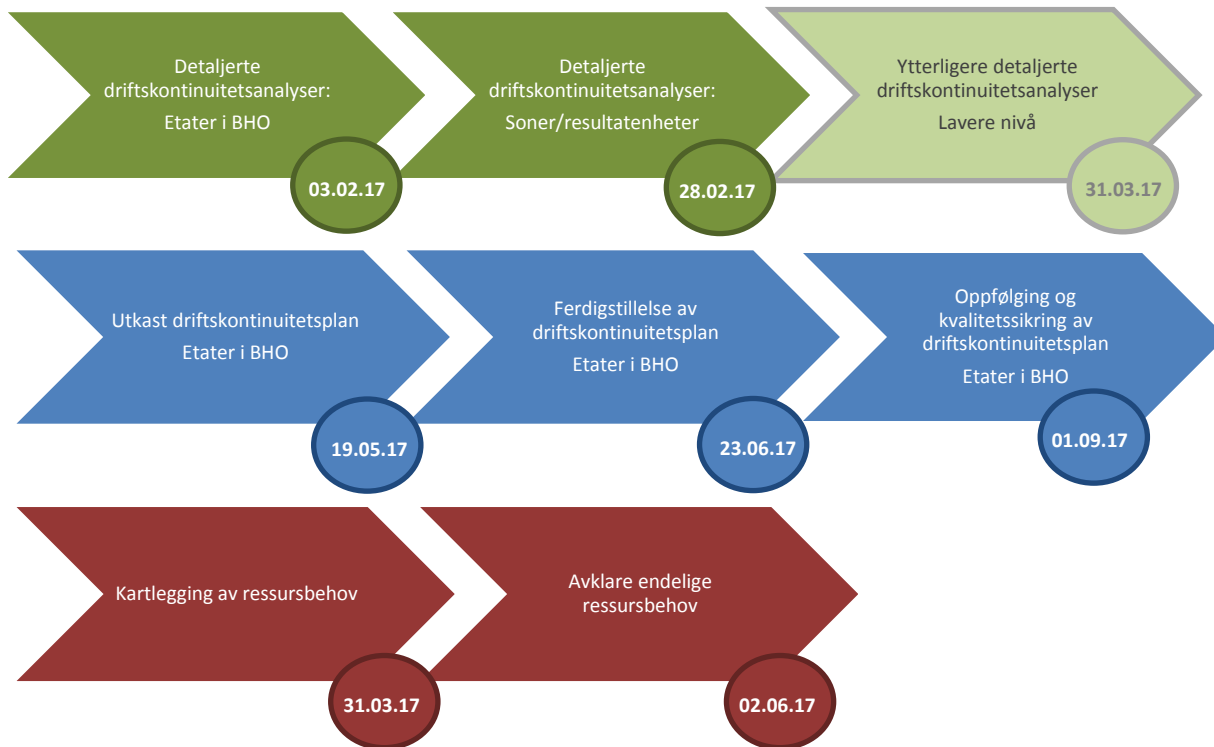 Detaljerte
driftskontinuitetsanalyser:
Etater i BHO
03.02.17
Detaljerte
driftskontinuitetsanalyser:
Soner/resultatenheter
28.02.17
Ytterligere detaljerte
driftskontinuitetsanalyser
Lavere nivå
31.03.17
Utkast driftskontinuitetsplan
Etater i BHO
19.05.17
Ferdigstillelse av
driftskontinuitetsplan
Etater i BHO
23.06.17
Oppfølging og
kvalitetssikring av
driftskontinuitetsplan
Etater i BHO
01.09.17
Kartlegging av ressursbehov
31.03.17
Avklare endelige
ressursbehov
02.06.17